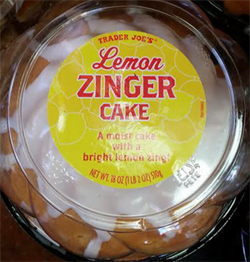 TRADER JOE'S
Lemon
ZINGER
CAKE
A moist cake
with a
bright lemon zing!
NET WT. 18 OZ (1 LB 2 OZ) 510g